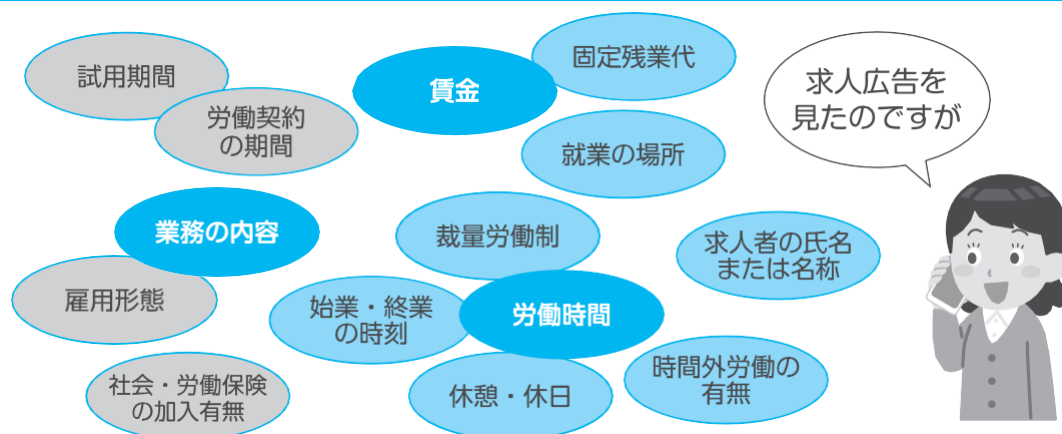 試用期間
労働契約
の期間
賃金
固定残業代
就業の場所
求人広告を
見たのですが
業務の内容
裁量労働制
求人者の氏名
または名称
雇用形態
始業・終業
の時刻
労働時間
社会・労働保険
の加入有無
休憩・休日
時間外労働の
有無